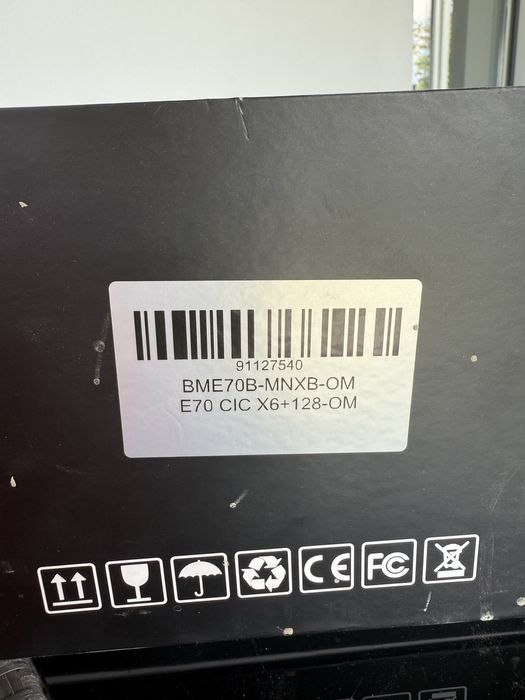 91127540
BME70B-MNXB-OM
E70 CIC X6+128-OM
CE FC